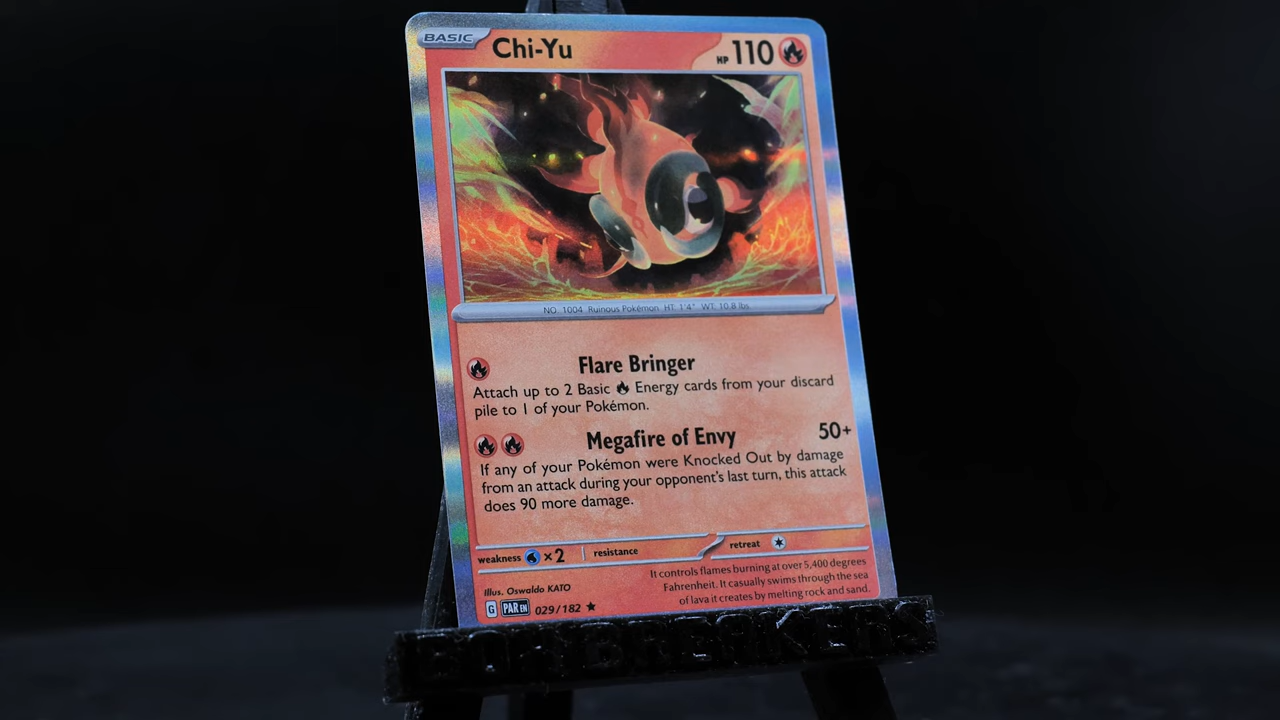 BASIC Chi-Yu HP 110
NO. 1004 Ruinous Pokémon HT: 1'4" WT: 10.8 lbs
Flare Bringer
Attach up to 2 Basic Energy cards from your discard
pile to 1 of your Pokémon.
Megafire of Envy 50+
If any of your Pokémon were Knocked Out by damage
from an attack during your opponent's last turn, this attack
does 90 more damage.
weakness ×2 resistance retreat
Illus. Oswaldo KATO
G PAR EN 029/182
It controls flames burning at over 5,400 degrees
Fahrenheit. It casually swims through the sea
of lava it creates by melting rock and sand.